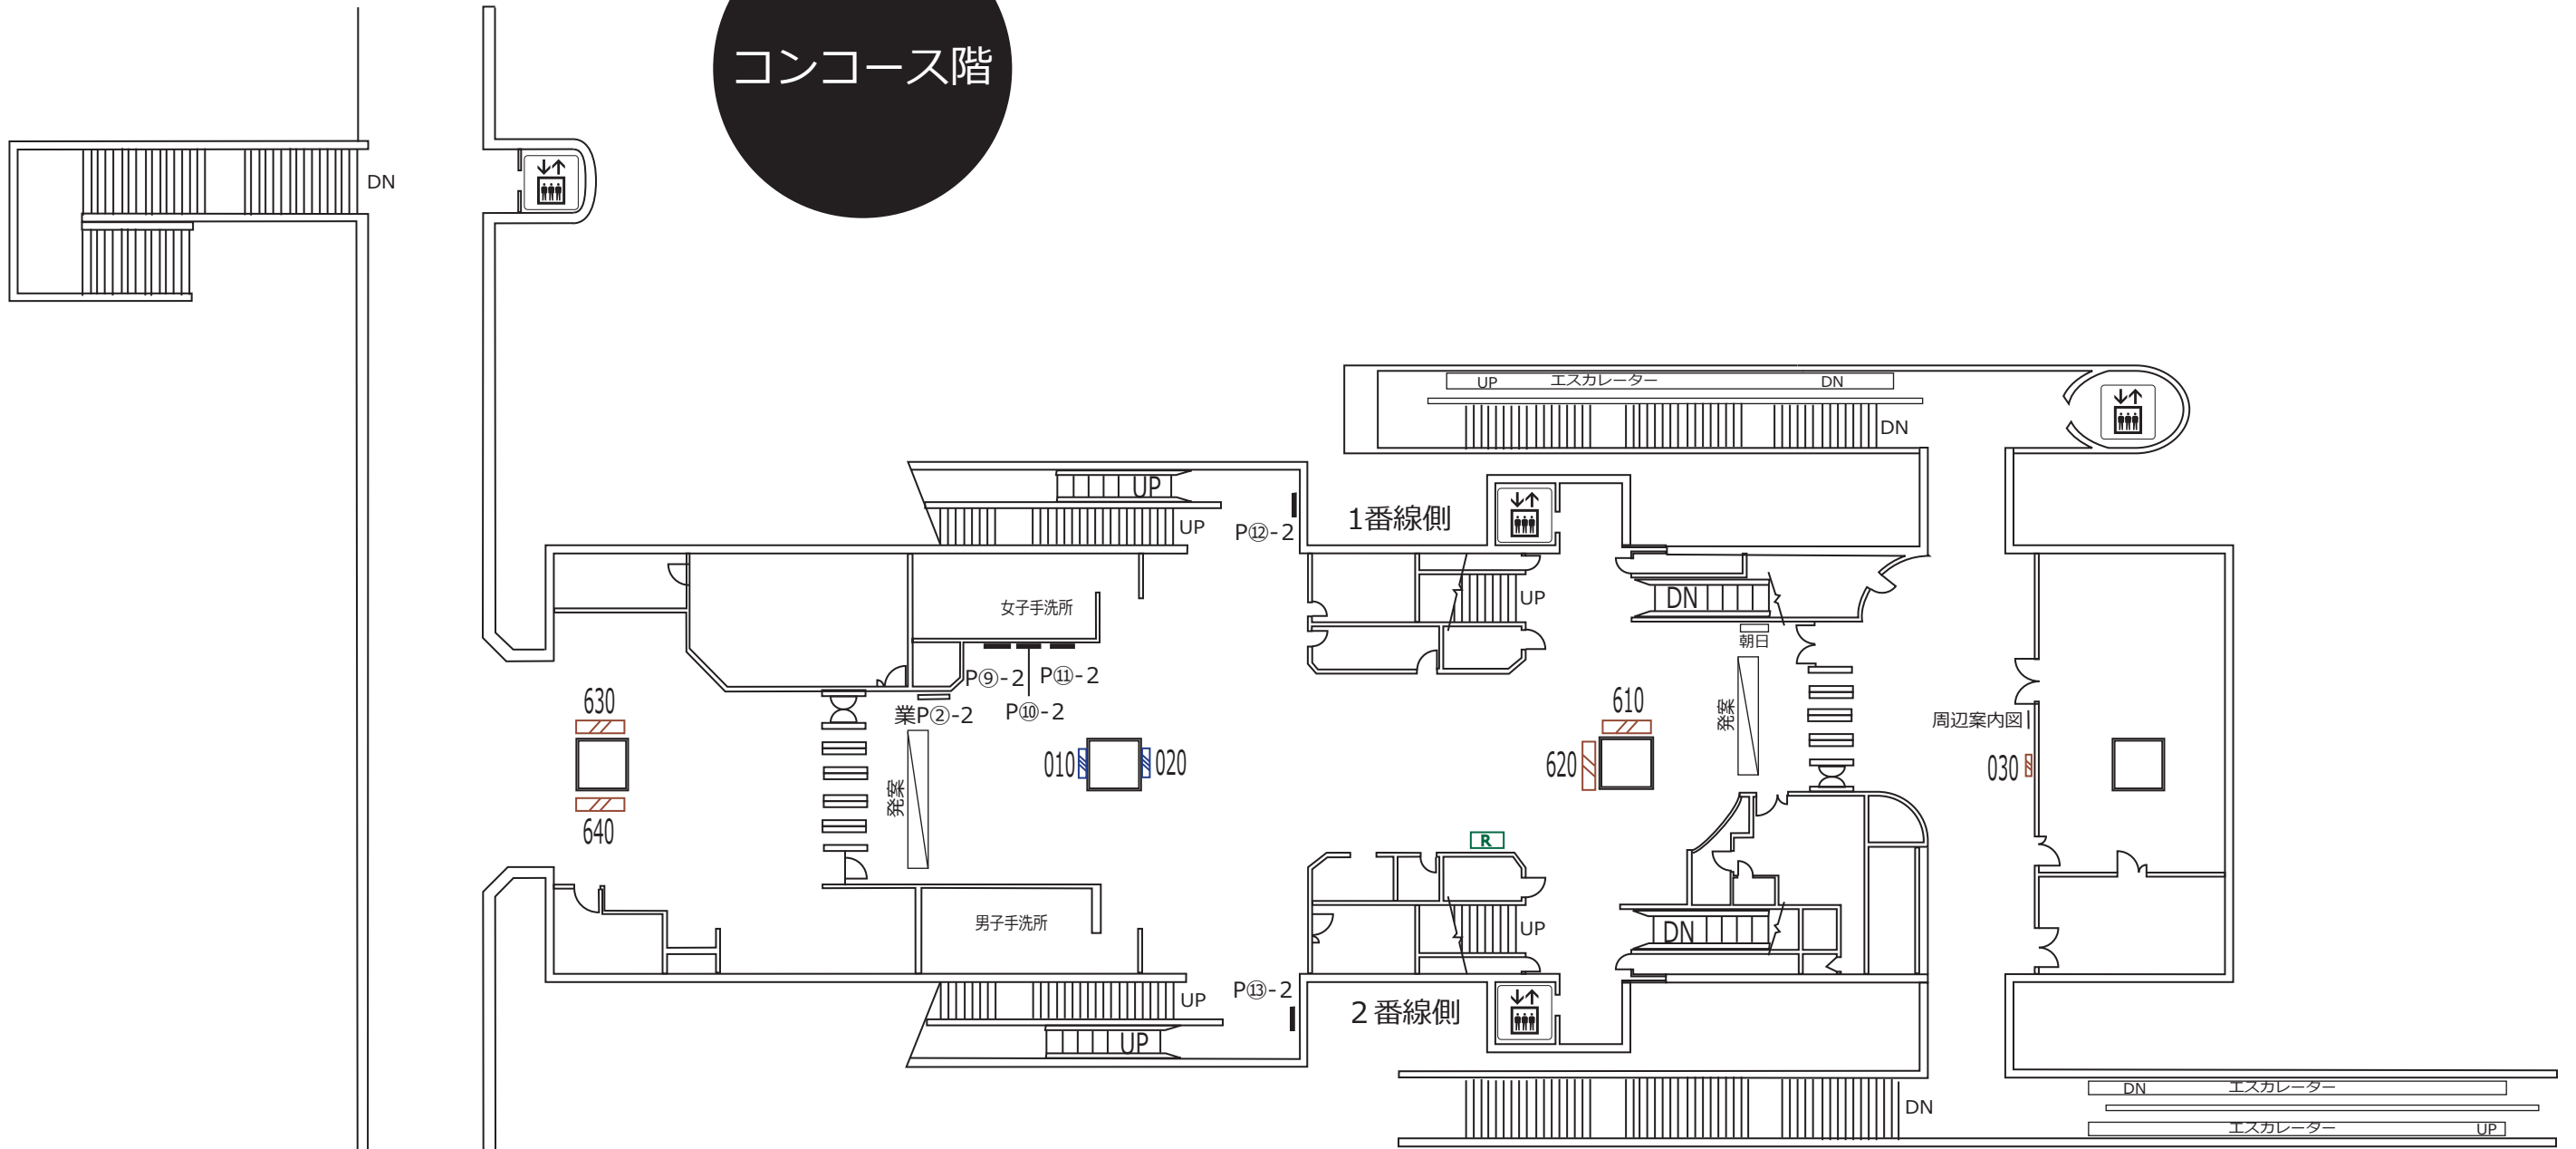 コンコース階
DN
UP エスカレーター DN
DN
UP
UP
P⑫-2
1番線側
女子手洗所
UP
DN
朝日
P⑨-2
P⑪-2
P⑩-2
業P②-2
630
610
発案
周辺案内図
010
020
620
030
発案
640
R
男子手洗所
UP
DN
UP
P⑬-2
2番線側
UP
DN エスカレーター
DN
エスカレーター UP